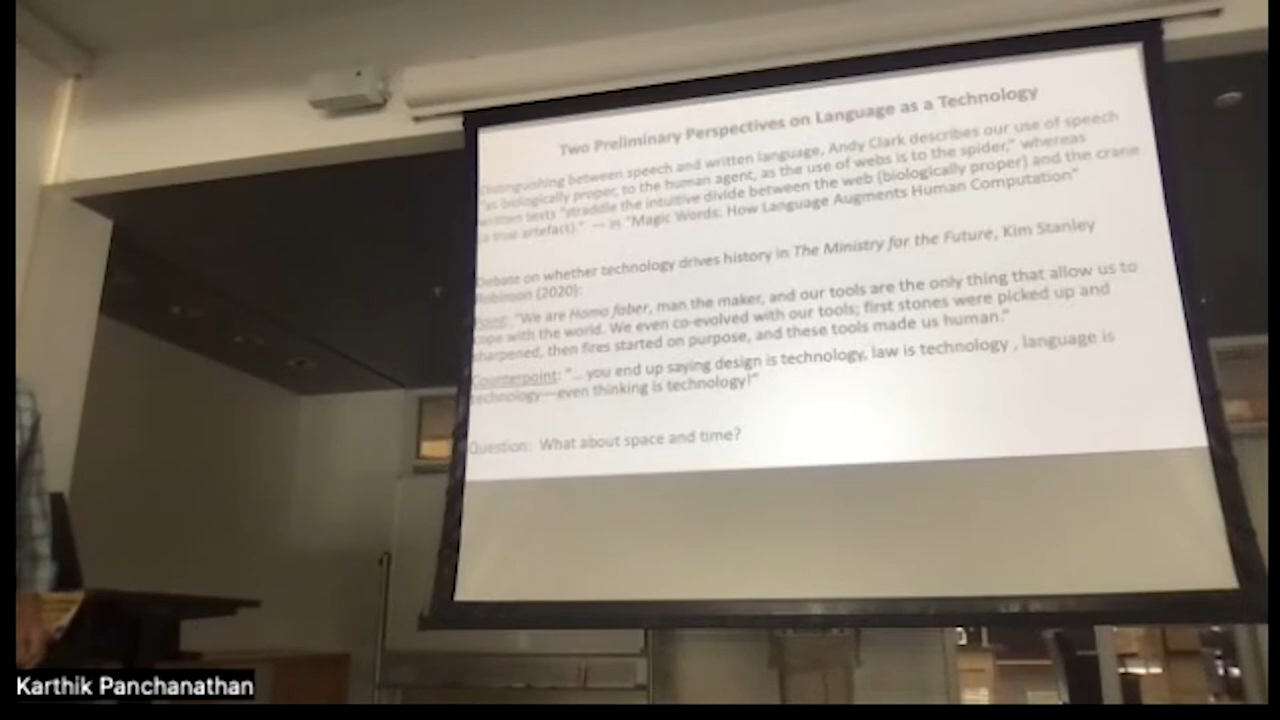 Two Preliminary Perspectives on Language as a Technology
Distinguishing between speech and written language, Andy Clark describes our use of speech
"as biologically proper, to the human agent, as the use of webs is to the spider," whereas
written texts "straddle the intuitive divide between the web (biologically proper) and the crane
(a true artefact)." — in "Magic Words: How Language Augments Human Computation"
Debate on whether technology drives history in The Ministry for the Future, Kim Stanley
Robinson (2020):
Point: "We are Homo faber, man the maker, and our tools are the only thing that allow us to
cope with the world. We even co-evolved with our tools; first stones were picked up and
sharpened, then fires started on purpose, and these tools made us human."
Counterpoint: "... you end up saying design is technology, law is technology , language is
technology—even thinking is technology!"
Question: What about space and time?
Karthik Panchanathan